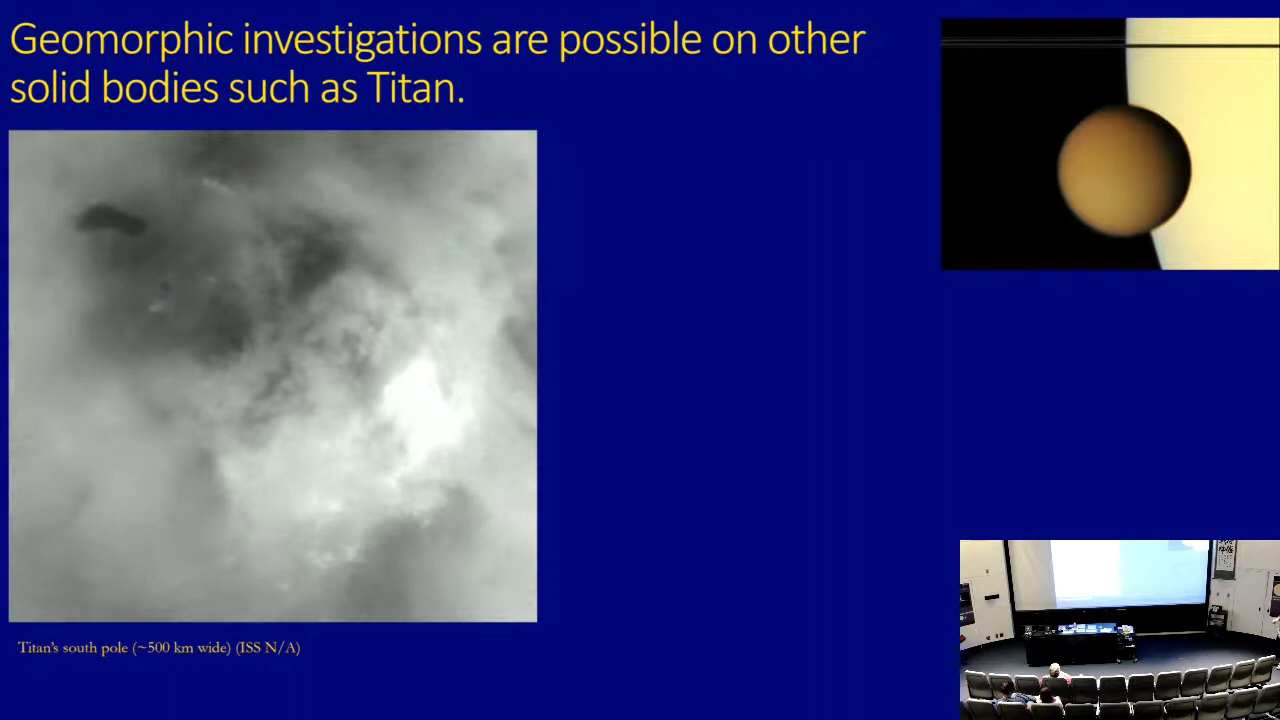 Geomorphic investigations are possible on other
solid bodies such as Titan.
Titan's south pole (~500 km wide) (ISS N/A)